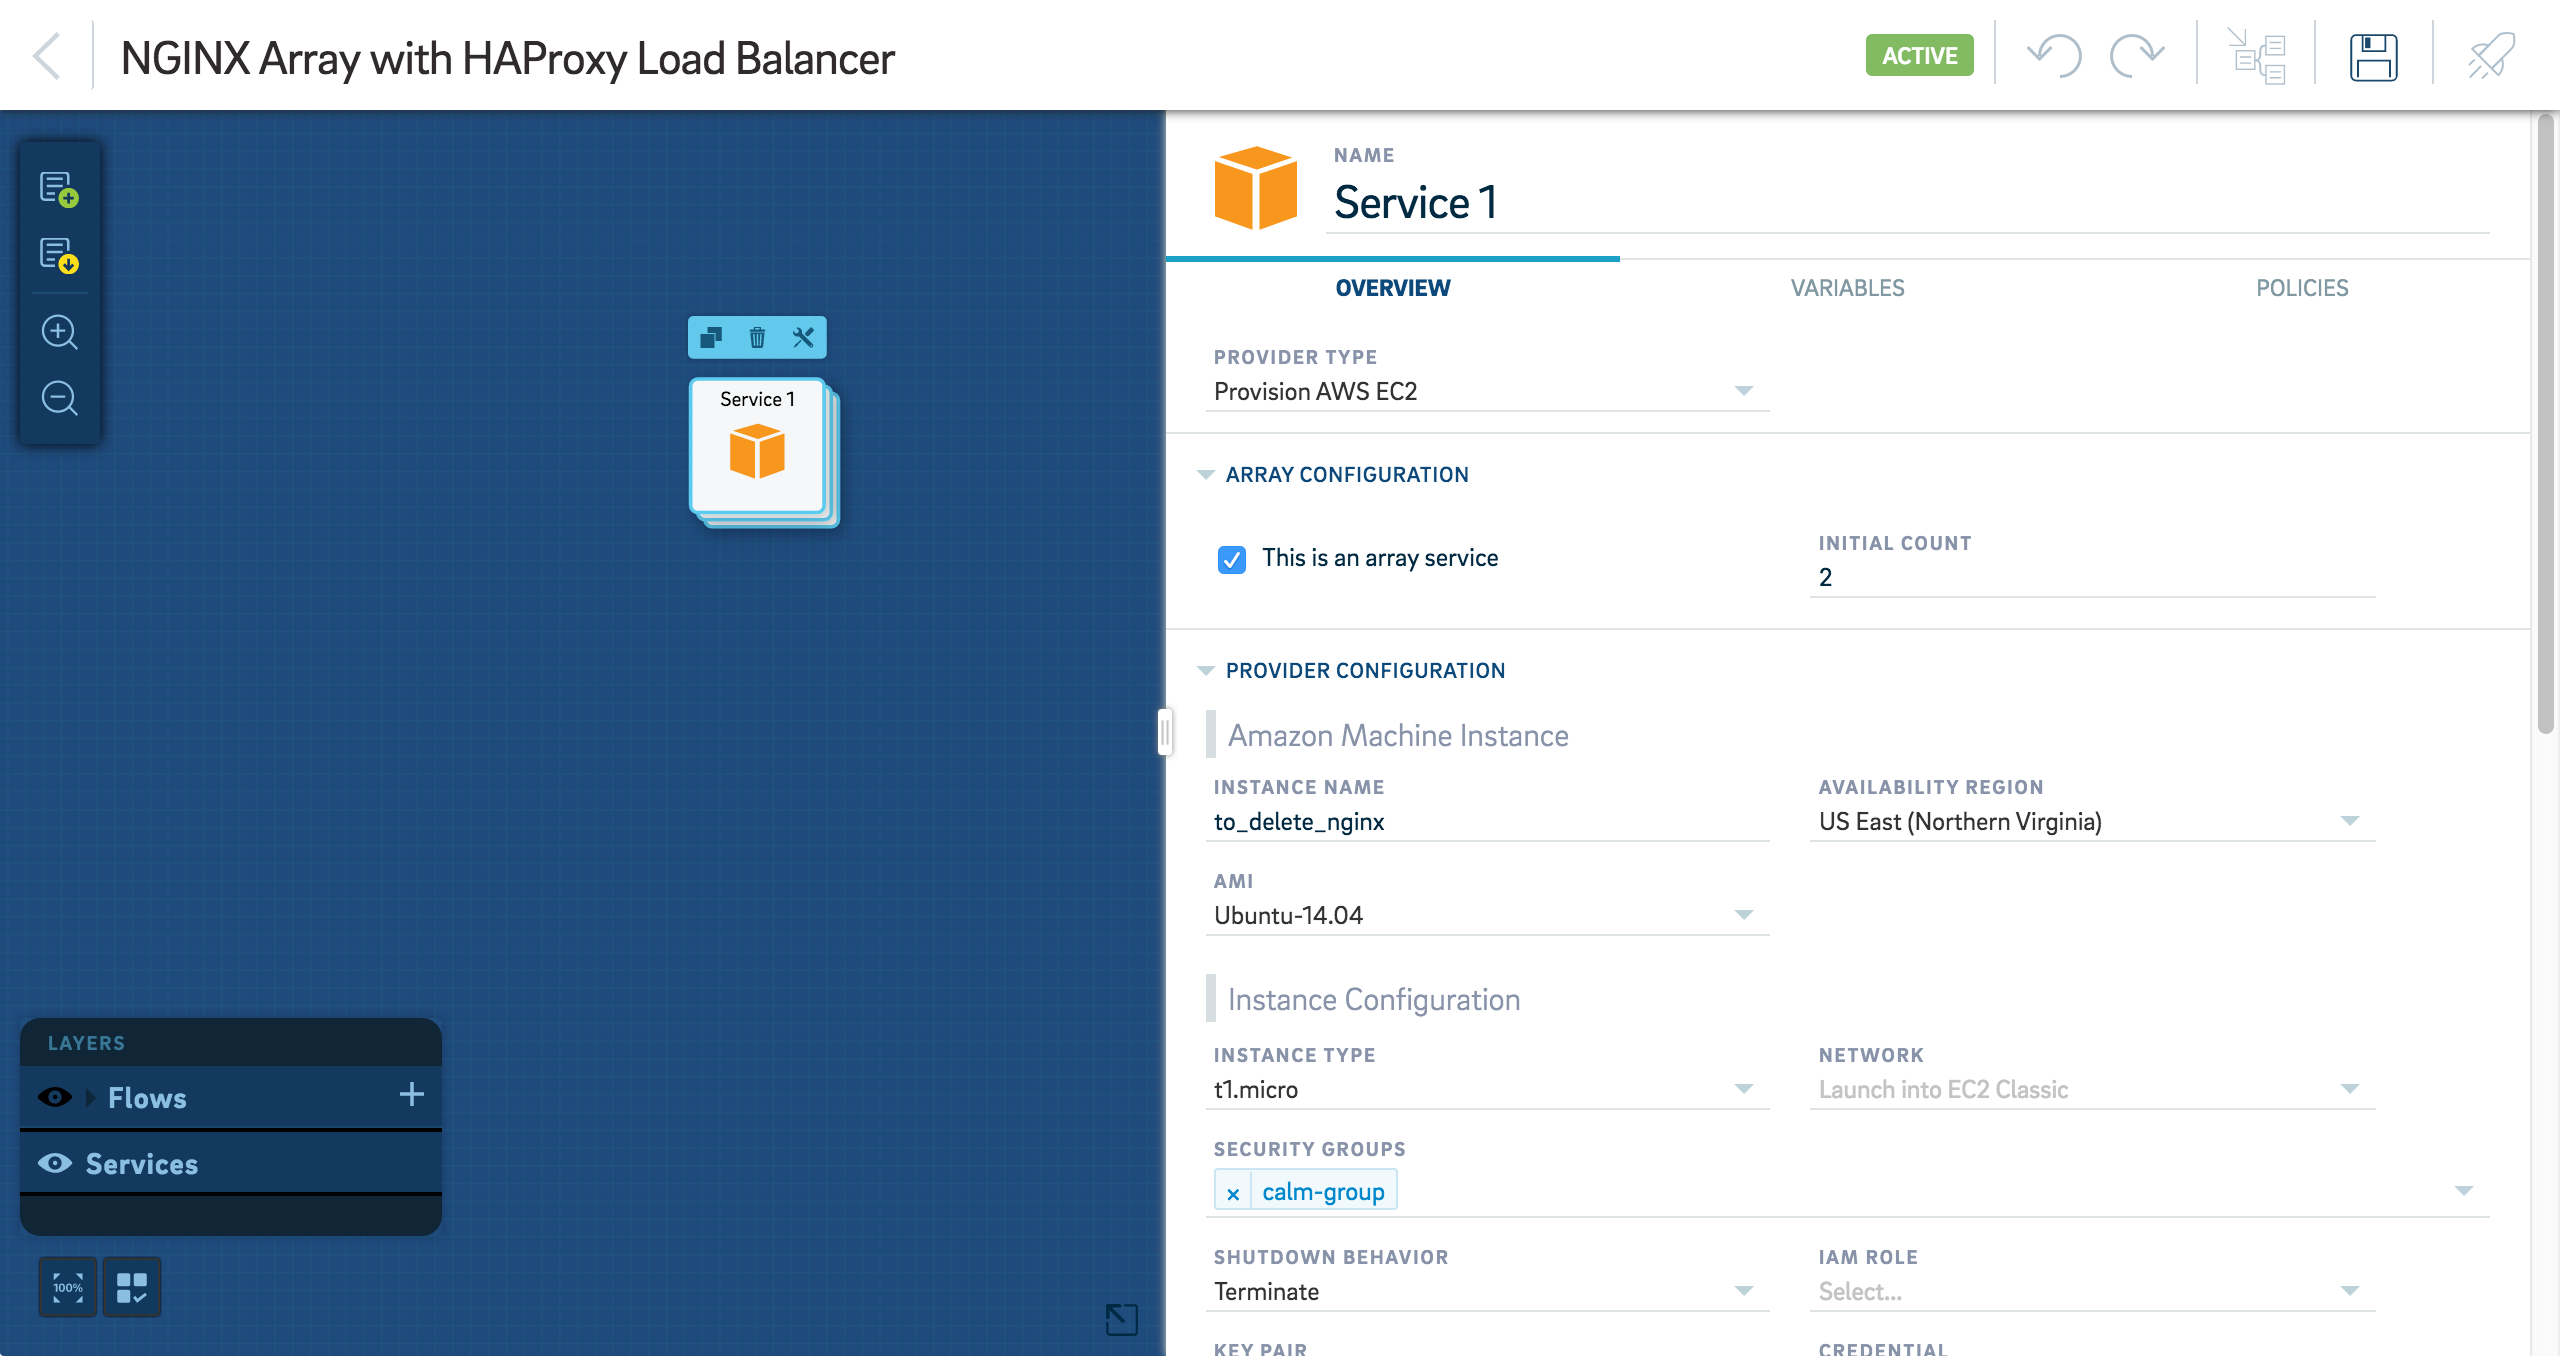 NGINX Array with HAProxy Load Balancer
ACTIVE
Service 1
LAYERS
Flows
Services
100%
NAME
Service 1
OVERVIEW
VARIABLES
POLICIES
PROVIDER TYPE
Provision AWS EC2
ARRAY CONFIGURATION
This is an array service
INITIAL COUNT
2
PROVIDER CONFIGURATION
Amazon Machine Instance
INSTANCE NAME
to_delete_nginx
AVAILABILITY REGION
US East (Northern Virginia)
AMI
Ubuntu-14.04
Instance Configuration
INSTANCE TYPE
t1.micro
NETWORK
Launch into EC2 Classic
SECURITY GROUPS
× calm-group
SHUTDOWN BEHAVIOR
Terminate
IAM ROLE
Select...
KEY PAIR
CREDENTIAL